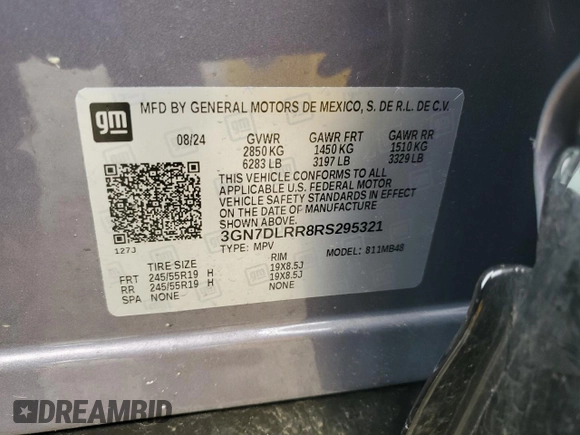 gm
MFD BY GENERAL MOTORS DE MEXICO, S. DE R.L. DE C.V.
08/24 GVWR GAWR FRT GAWR RR
2850 KG 1450 KG 1510 KG
6283 LB 3197 LB 3329 LB
THIS VEHICLE CONFORMS TO ALL
APPLICABLE U.S. FEDERAL MOTOR
VEHICLE SAFETY STANDARDS IN EFFECT
ON THE DATE OF MANUFACTURE
SHOWN ABOVE.
3GN7DLRR8RS295321
127J TYPE: MPV MODEL: 811MB48
TIRE SIZE RIM
FRT 245/55R19 H 19X8.5J
RR 245/55R19 H 19X8.5J
SPA NONE NONE
DREAMBID